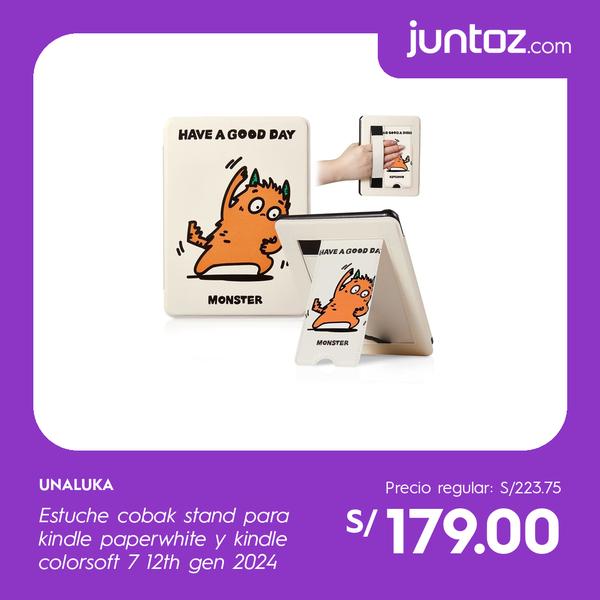 juntoz.com
HAVE A GOOD DAY
MONSTER
HAVE A GOOD DA
MONSTER
UNALUKA
Estuche cobak stand para
kindle paperwhite y kindle
colorsoft 7 12th gen 2024
Precio regular: S/223.75
S/179.00